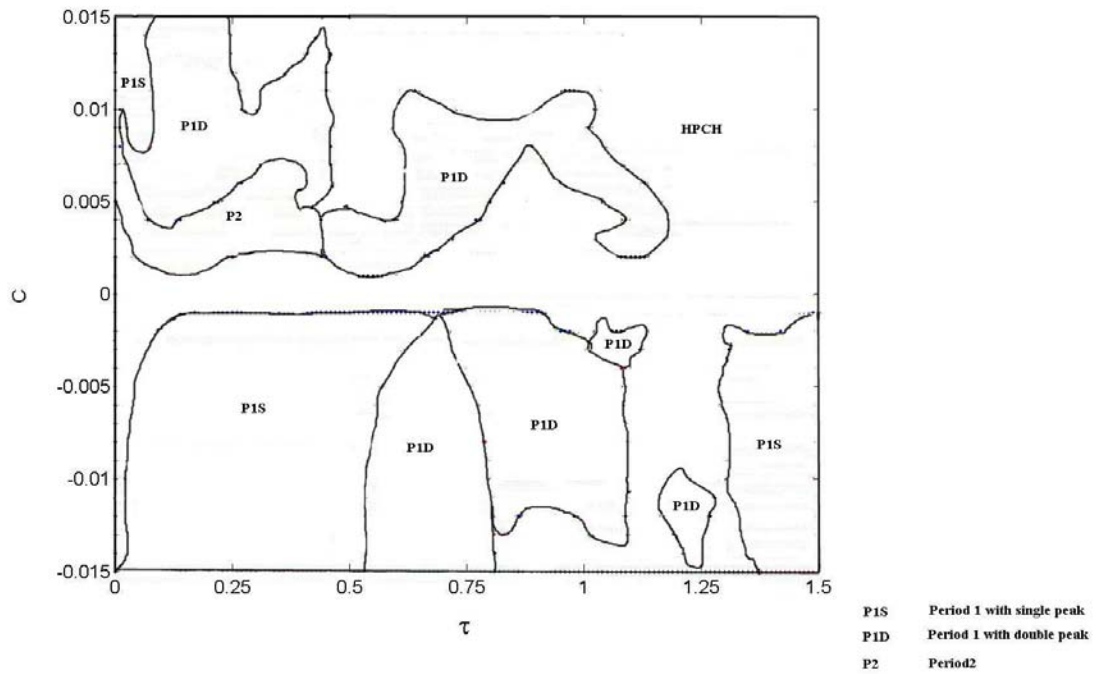 0.015
P1S
0.01
P1D
HPCH
P1D
0.005
P2
C
0
P1D
-0.005
P1S
P1D
P1D
P1S
-0.01
P1D
-0.015
0
0.25
0.5
0.75
1
1.25
1.5
τ
P1S Period 1 with single peak
P1D Period 1 with double peak
P2 Period2